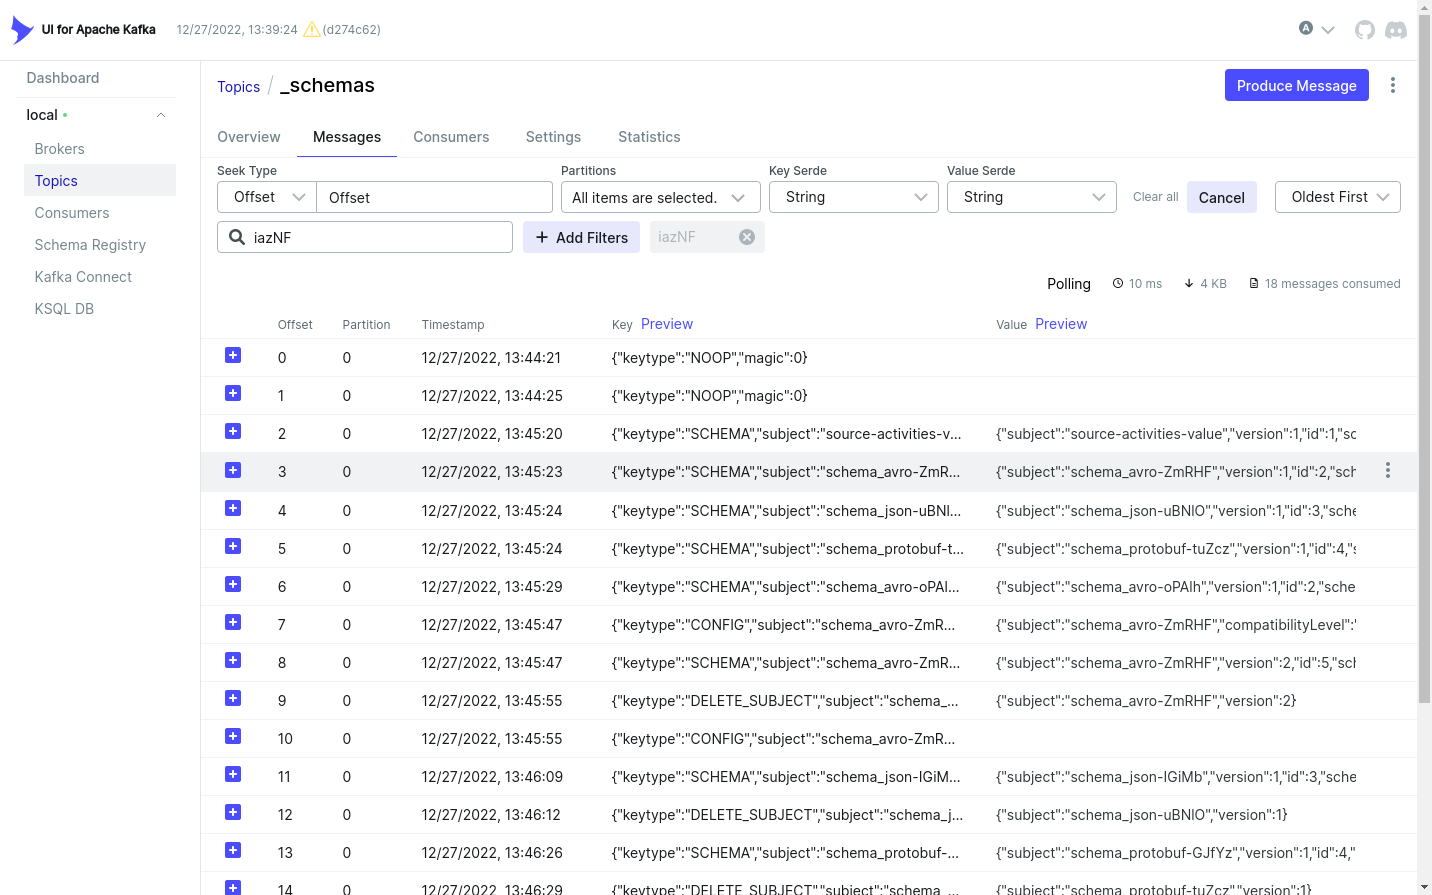 UI for Apache Kafka 12/27/2022, 13:39:24 (d274c62) A
Dashboard
local
Brokers
Topics
Consumers
Schema Registry
Kafka Connect
KSQL DB
Topics / _schemas
Produce Message
Overview Messages Consumers Settings Statistics
Seek Type Partitions Key Serde Value Serde
Offset Offset All items are selected. String String Clear all Cancel Oldest First
iazNF Add Filters iazNF
Polling 10 ms 4 KB 18 messages consumed
Offset Partition Timestamp Key Preview Value Preview
0 0 12/27/2022, 13:44:21 {"keytype":"NOOP","magic":0}
1 0 12/27/2022, 13:44:25 {"keytype":"NOOP","magic":0}
2 0 12/27/2022, 13:45:20 {"keytype":"SCHEMA","subject":"source-activities-v... {"subject":"source-activities-value","version":1,"id":1,"sc
3 0 12/27/2022, 13:45:23 {"keytype":"SCHEMA","subject":"schema_avro-ZmR... {"subject":"schema_avro-ZmRHF","version":1,"id":2,"sch
4 0 12/27/2022, 13:45:24 {"keytype":"SCHEMA","subject":"schema_json-uBNl... {"subject":"schema_json-uBNlO","version":1,"id":3,"sche
5 0 12/27/2022, 13:45:24 {"keytype":"SCHEMA","subject":"schema_protobuf-t... {"subject":"schema_protobuf-tuZcz","version":1,"id":4,"s
6 0 12/27/2022, 13:45:29 {"keytype":"SCHEMA","subject":"schema_avro-oPAl... {"subject":"schema_avro-oPAlh","version":1,"id":2,"sche
7 0 12/27/2022, 13:45:47 {"keytype":"CONFIG","subject":"schema_avro-ZmR... {"subject":"schema_avro-ZmRHF","compatibilityLevel":"
8 0 12/27/2022, 13:45:47 {"keytype":"SCHEMA","subject":"schema_avro-ZmR... {"subject":"schema_avro-ZmRHF","version":2,"id":5,"sch
9 0 12/27/2022, 13:45:55 {"keytype":"DELETE_SUBJECT","subject":"schema_... {"subject":"schema_avro-ZmRHF","version":2}
10 0 12/27/2022, 13:45:55 {"keytype":"CONFIG","subject":"schema_avro-ZmR...
11 0 12/27/2022, 13:46:09 {"keytype":"SCHEMA","subject":"schema_json-IGiM... {"subject":"schema_json-IGiMb","version":1,"id":3,"sche
12 0 12/27/2022, 13:46:12 {"keytype":"DELETE_SUBJECT","subject":"schema_j... {"subject":"schema_json-uBNlO","version":1}
13 0 12/27/2022, 13:46:26 {"keytype":"SCHEMA","subject":"schema_protobuf-... {"subject":"schema_protobuf-GJfYz","version":1,"id":4,"
14 0 12/27/2022, 13:46:29 {"keytype":"DELETE_SUBJECT","subject":"schema_... {"subject":"schema_protobuf-tuZcz","version":1}